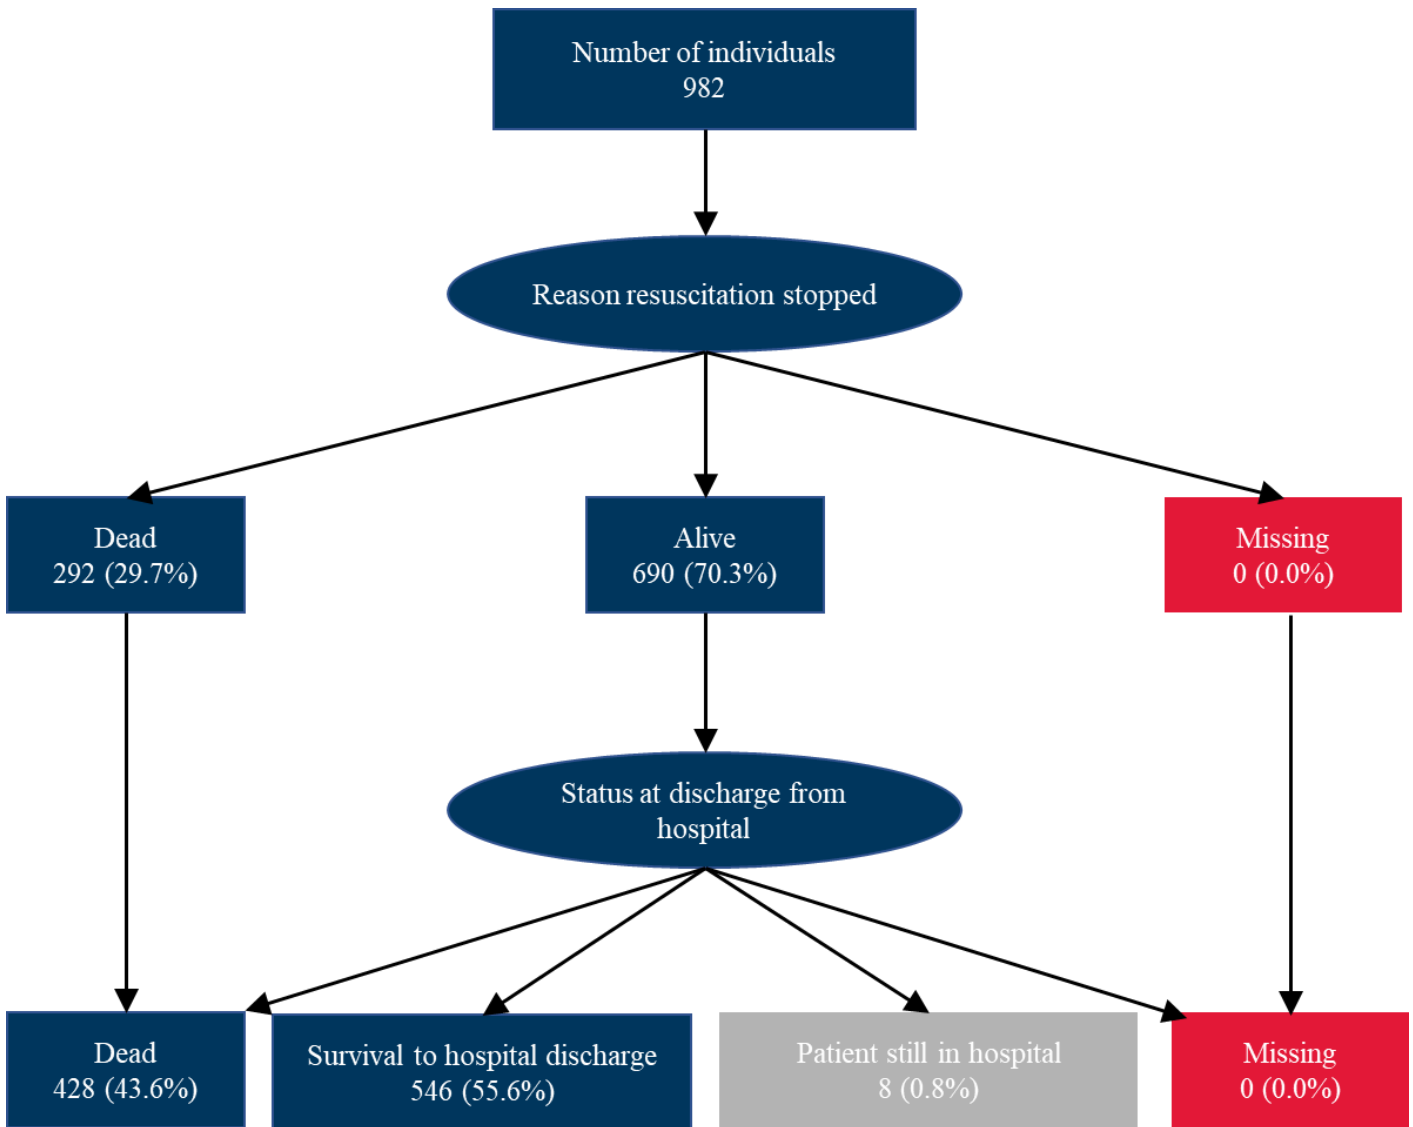 Number of individuals
982
Reason resuscitation stopped
Dead
292 (29.7%)
Alive
690 (70.3%)
Missing
0 (0.0%)
Status at discharge from
hospital
Dead
428 (43.6%)
Survival to hospital discharge
546 (55.6%)
Patient still in hospital
8 (0.8%)
Missing
0 (0.0%)